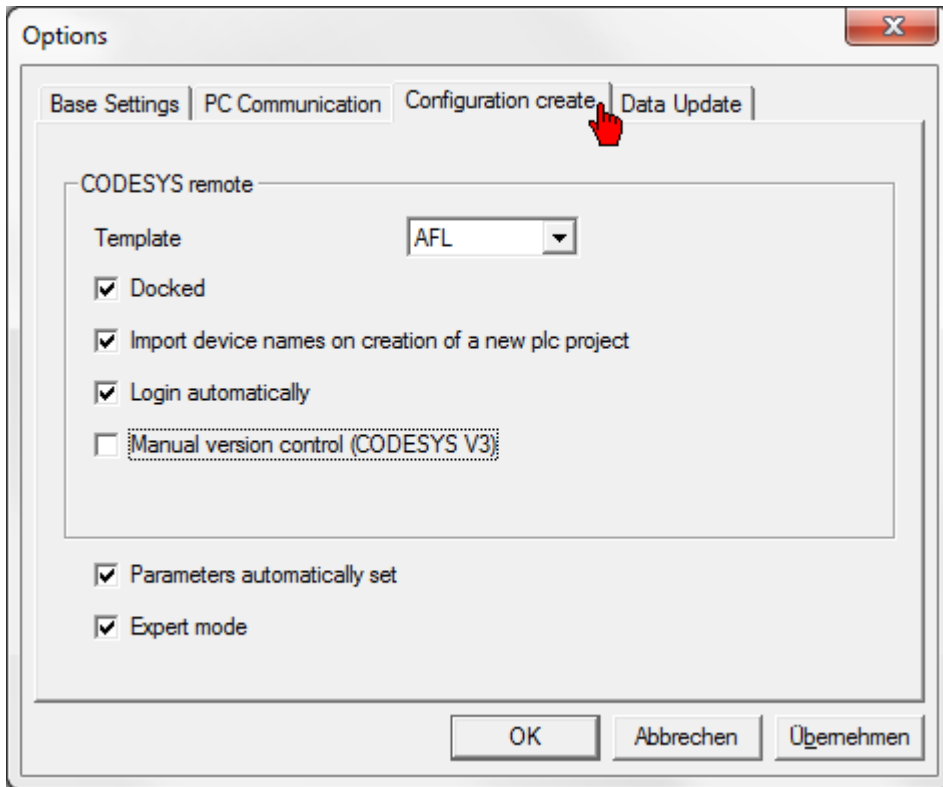 Options
Base Settings PC Communication Configuration create Data Update
CODESYS remote
Template AFL
Docked
Import device names on creation of a new plc project
Login automatically
Manual version control (CODESYS V3)
Parameters automatically set
Expert mode
OK Abbrechen Übernehmen